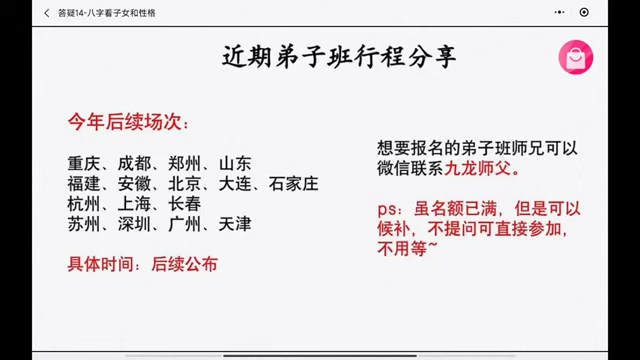 答疑14-八字看子女和性格
近期弟子班行程分享
今年后续场次：
重庆、成都、郑州、山东
福建、安徽、北京、大连、石家庄
杭州、上海、长春
苏州、深圳、广州、天津
具体时间：后续公布
想要报名的弟子班师兄可以
微信联系九龙师父。
ps：虽名额已满，但是可以
候补，不提问可直接参加，
不用等~